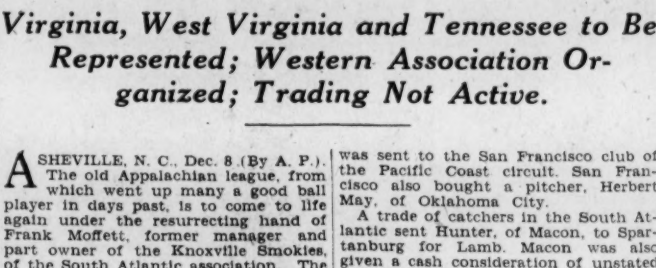 Virginia, West Virginia and Tennessee to Be
Represented; Western Association Or-
ganized; Trading Not Active.
ASHEVILLE, N. C., Dec. 8 (By A. P.).
The old Appalachian league, from
which went up many a good ball
player in days past, is to come to life
again under the resurrecting hand of
Frank Moffett, former manager and
part owner of the Knoxville Smokies,
of the South Atlantic association. The
was sent to the San Francisco club of
the Pacific Coast circuit. San Fran-
cisco also bought a pitcher, Herbert
May, of Oklahoma City.
A trade of catchers in the South At-
lantic sent Hunter, of Macon, to Spar-
tanburg for Lamb. Macon was also
given a cash consideration of unstated